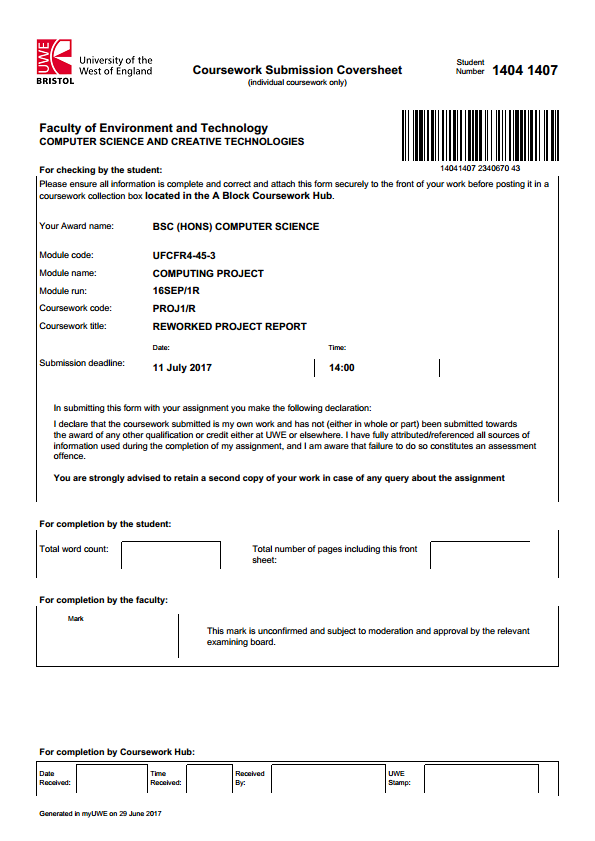 UWE
BRISTOL
University of the
West of England
Coursework Submission Coversheet
(individual coursework only)
Student
Number
1404 1407
Faculty of Environment and Technology
COMPUTER SCIENCE AND CREATIVE TECHNOLOGIES
14041407 2340670 43
For checking by the student:
Please ensure all information is complete and correct and attach this form securely to the front of your work before posting it in a
coursework collection box located in the A Block Coursework Hub.
Your Award name: BSC (HONS) COMPUTER SCIENCE
Module code: UFCFR4-45-3
Module name: COMPUTING PROJECT
Module run: 16SEP/1R
Coursework code: PROJ1/R
Coursework title: REWORKED PROJECT REPORT
Date: Time:
Submission deadline: 11 July 2017 14:00
In submitting this form with your assignment you make the following declaration:
I declare that the coursework submitted is my own work and has not (either in whole or part) been submitted towards
the award of any other qualification or credit either at UWE or elsewhere. I have fully attributed/referenced all sources of
information used during the completion of my assignment, and I am aware that failure to do so constitutes an assessment
offence.
You are strongly advised to retain a second copy of your work in case of any query about the assignment
For completion by the student:
Total word count: Total number of pages including this front
sheet:
For completion by the faculty:
Mark
This mark is unconfirmed and subject to moderation and approval by the relevant
examining board.
For completion by Coursework Hub:
Date Time Received UWE
Received: Received: By: Stamp:
Generated in myUWE on 29 June 2017